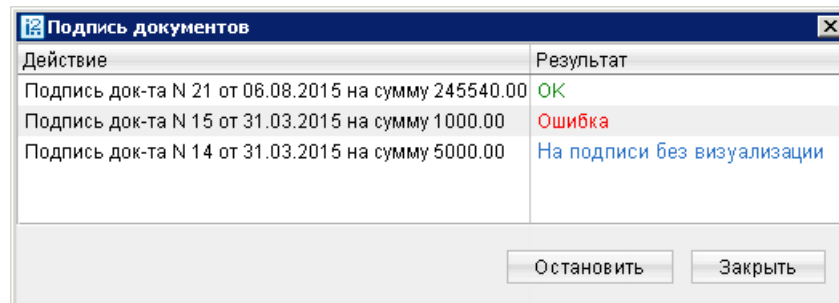 Подпись документов
Действие Результат
Подпись док-та N 21 от 06.08.2015 на сумму 245540.00 OK
Подпись док-та N 15 от 31.03.2015 на сумму 1000.00 Ошибка
Подпись док-та N 14 от 31.03.2015 на сумму 5000.00 На подписи без визуализации
Остановить Закрыть